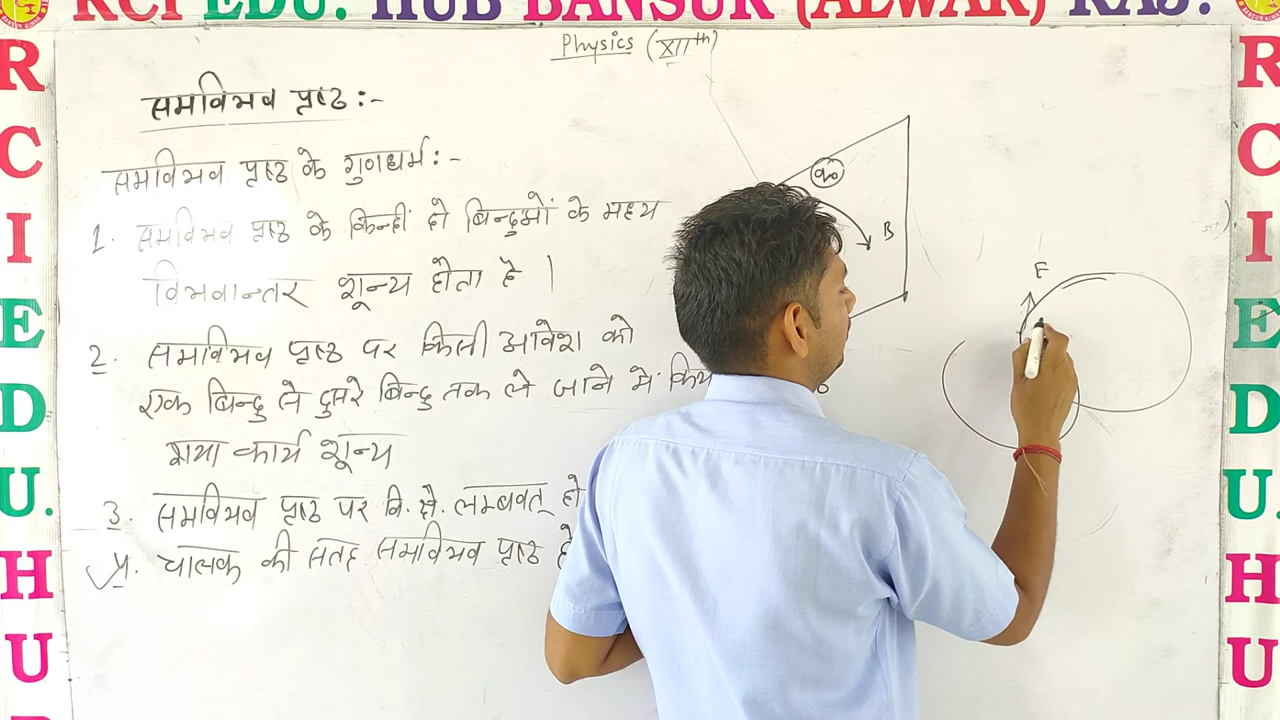 RCI EDU. HUB BANSUR (ALWAR) RAJ.
Physics (XIIth)
समविभव पृष्ठ :-
समविभव पृष्ठ के गुणधर्म :-
1. समविभव पृष्ठ के किन्हीं दो बिन्दुओं के मध्य
विभवान्तर शून्य होता है |
2. समविभव पृष्ठ पर किसी आवेश को
एक बिन्दु से दुसरे बिन्दु तक ले जाने में किय
गया कार्य शून्य
3. समविभव पृष्ठ पर वि. क्षे. लम्बवत् हो
4. चालक की सतह समविभव पृष्ठ है
q₀
B
E
R
C
I
E
D
U.
H
U
R
C
I
E
D
U.
H
U